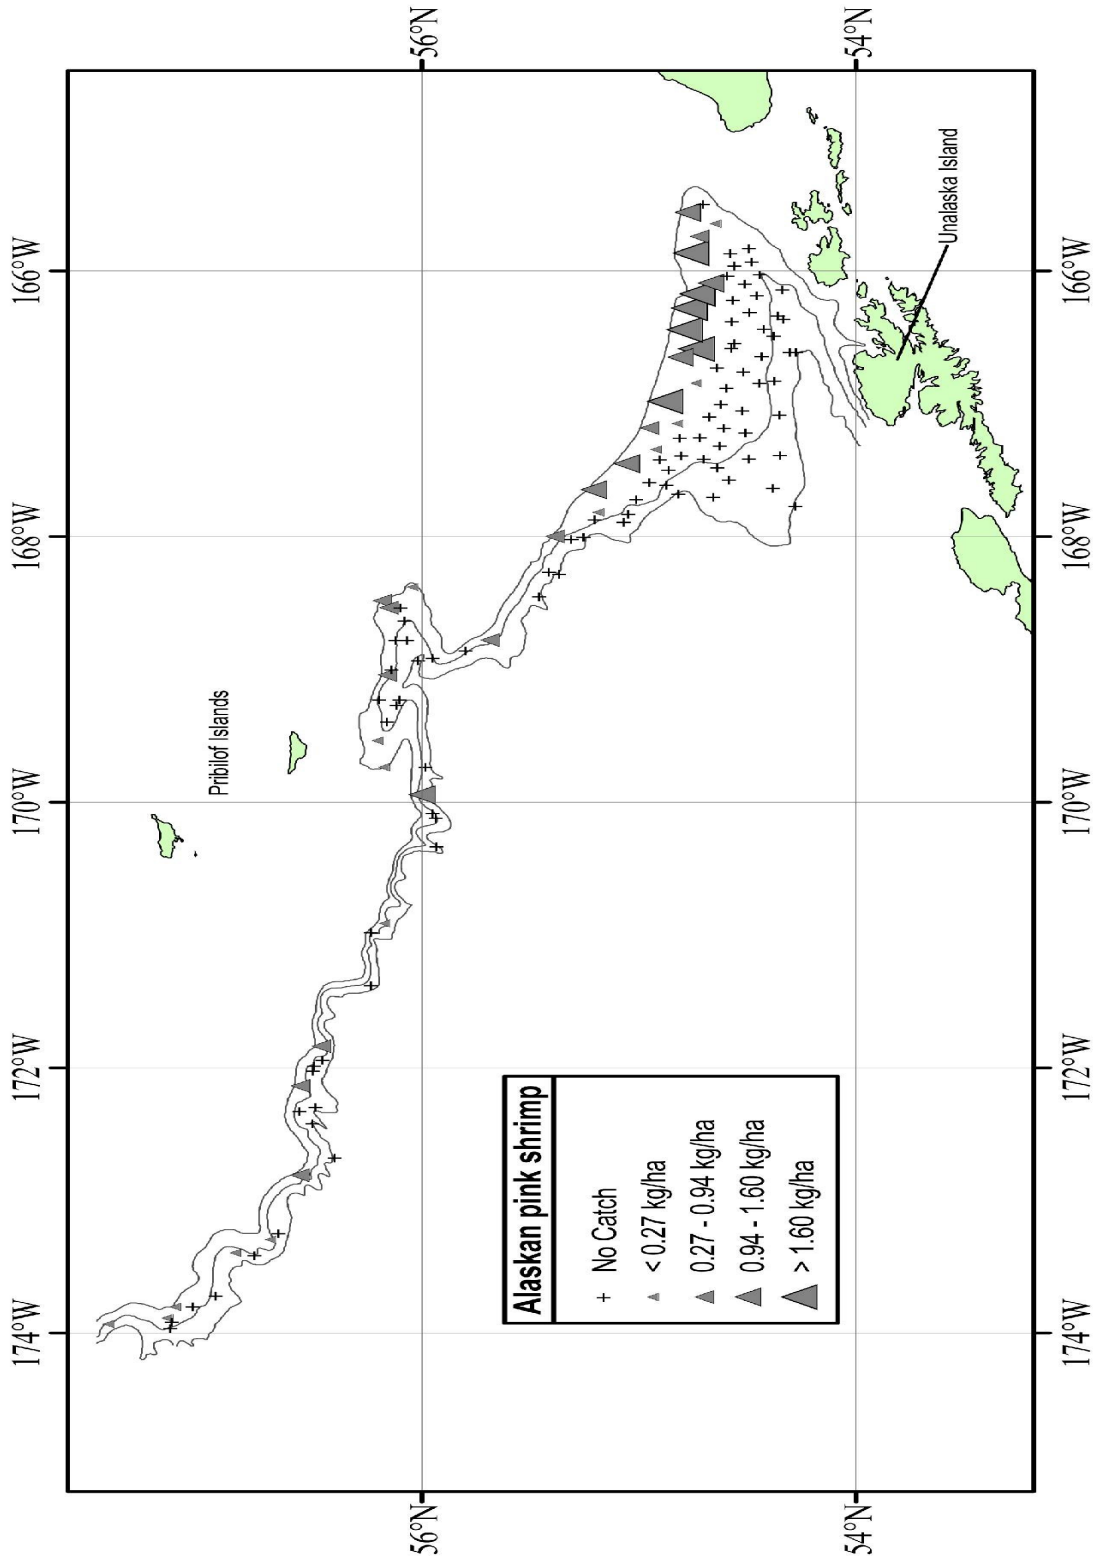 174°W
172°W
170°W
168°W
166°W
56°N
56°N
54°N
54°N
Pribilof Islands
Unalaska Island
Alaskan pink shrimp
No Catch
< 0.27 kg/ha
0.27 - 0.94 kg/ha
0.94 - 1.60 kg/ha
> 1.60 kg/ha
174°W
172°W
170°W
168°W
166°W